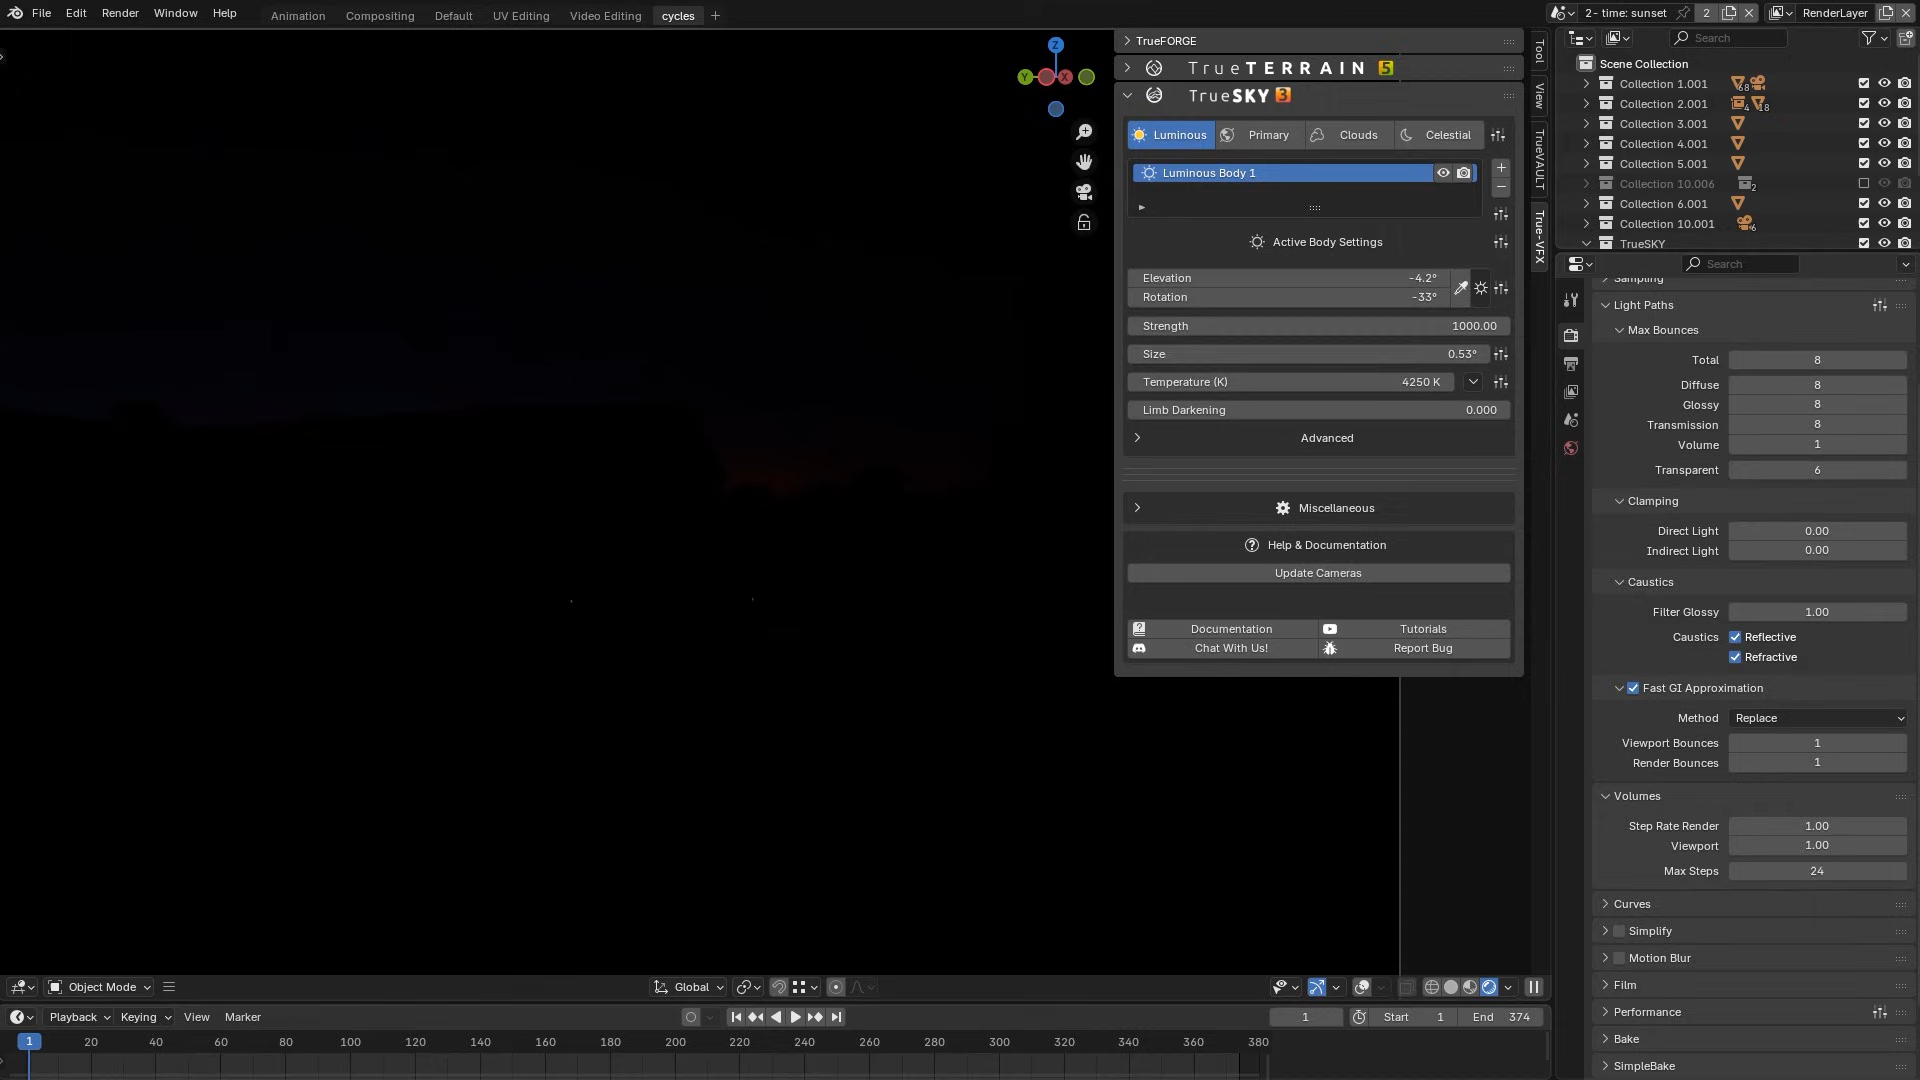 File Edit Render Window Help Animation Compositing Default UV Editing Video Editing cycles
2- time: sunset 2 RenderLayer
TrueFORGE
TrueTERRAIN 5
TrueSKY 3
Luminous Primary Clouds Celestial
Luminous Body 1
Active Body Settings
Elevation -4.2°
Rotation -33°
Strength 1000.00
Size 0.53°
Temperature (K) 4250 K
Limb Darkening 0.000
Advanced
Miscellaneous
Help & Documentation
Update Cameras
Documentation Tutorials
Chat With Us! Report Bug
Z
Y X
Tool
View
TrueVAULT
True-VFX
Search
Scene Collection
Collection 1.001 68
Collection 2.001 4 18
Collection 3.001
Collection 4.001
Collection 5.001
Collection 10.006 2
Collection 6.001
Collection 10.001 6
TrueSKY
Search
Sampling
Light Paths
Max Bounces
Total 8
Diffuse 8
Glossy 8
Transmission 8
Volume 1
Transparent 6
Clamping
Direct Light 0.00
Indirect Light 0.00
Caustics
Filter Glossy 1.00
Caustics Reflective
Refractive
Fast GI Approximation
Method Replace
Viewport Bounces 1
Render Bounces 1
Volumes
Step Rate Render 1.00
Viewport 1.00
Max Steps 24
Curves
Simplify
Motion Blur
Film
Performance
Bake
SimpleBake
Object Mode Global
Playback Keying View Marker 1 Start 1 End 374
1 20 40 60 80 100 120 140 160 180 200 220 240 260 280 300 320 340 360 380